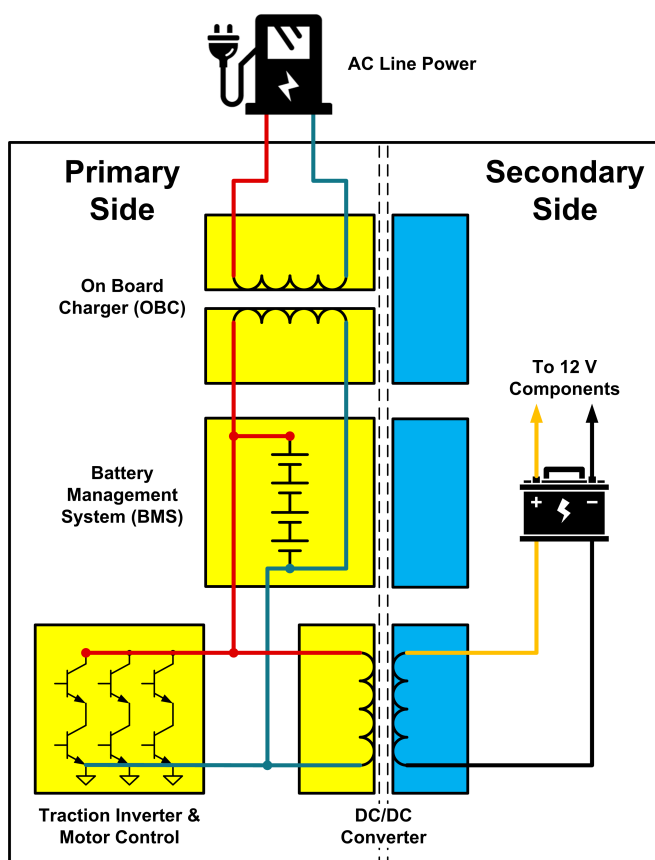 AC Line Power
Primary
Side
Secondary
Side
On Board
Charger (OBC)
To 12 V
Components
Battery
Management
System (BMS)
+ −
Traction Inverter &
Motor Control
DC/DC
Converter